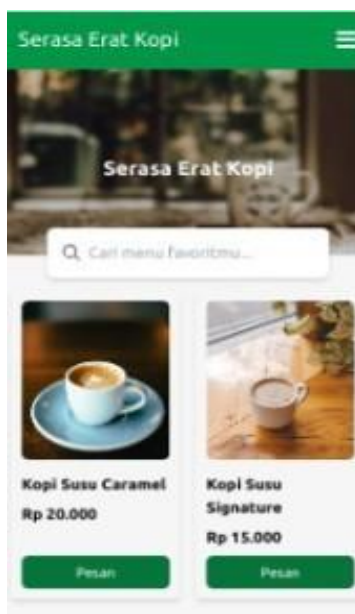 Serasa Erat Kopi
Serasa Erat Kopi
Cari menu favoritmu...
Kopi Susu Caramel
Rp 20.000
Pesan
Kopi Susu
Signature
Rp 15.000
Pesan